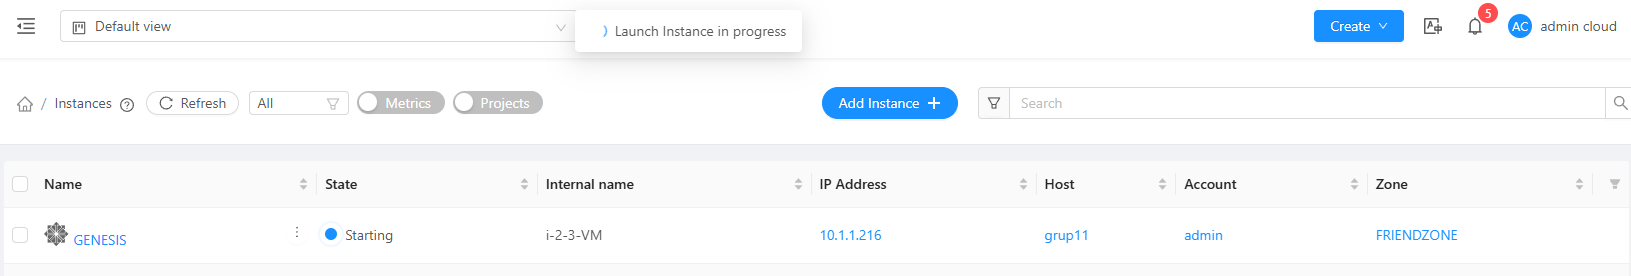 Default view
Launch Instance in progress
Create
5
AC
admin cloud
/ Instances
Refresh
All
Metrics
Projects
Add Instance +
Search
Name State Internal name IP Address Host Account Zone
GENESIS Starting i-2-3-VM 10.1.1.216 grup11 admin FRIENDZONE